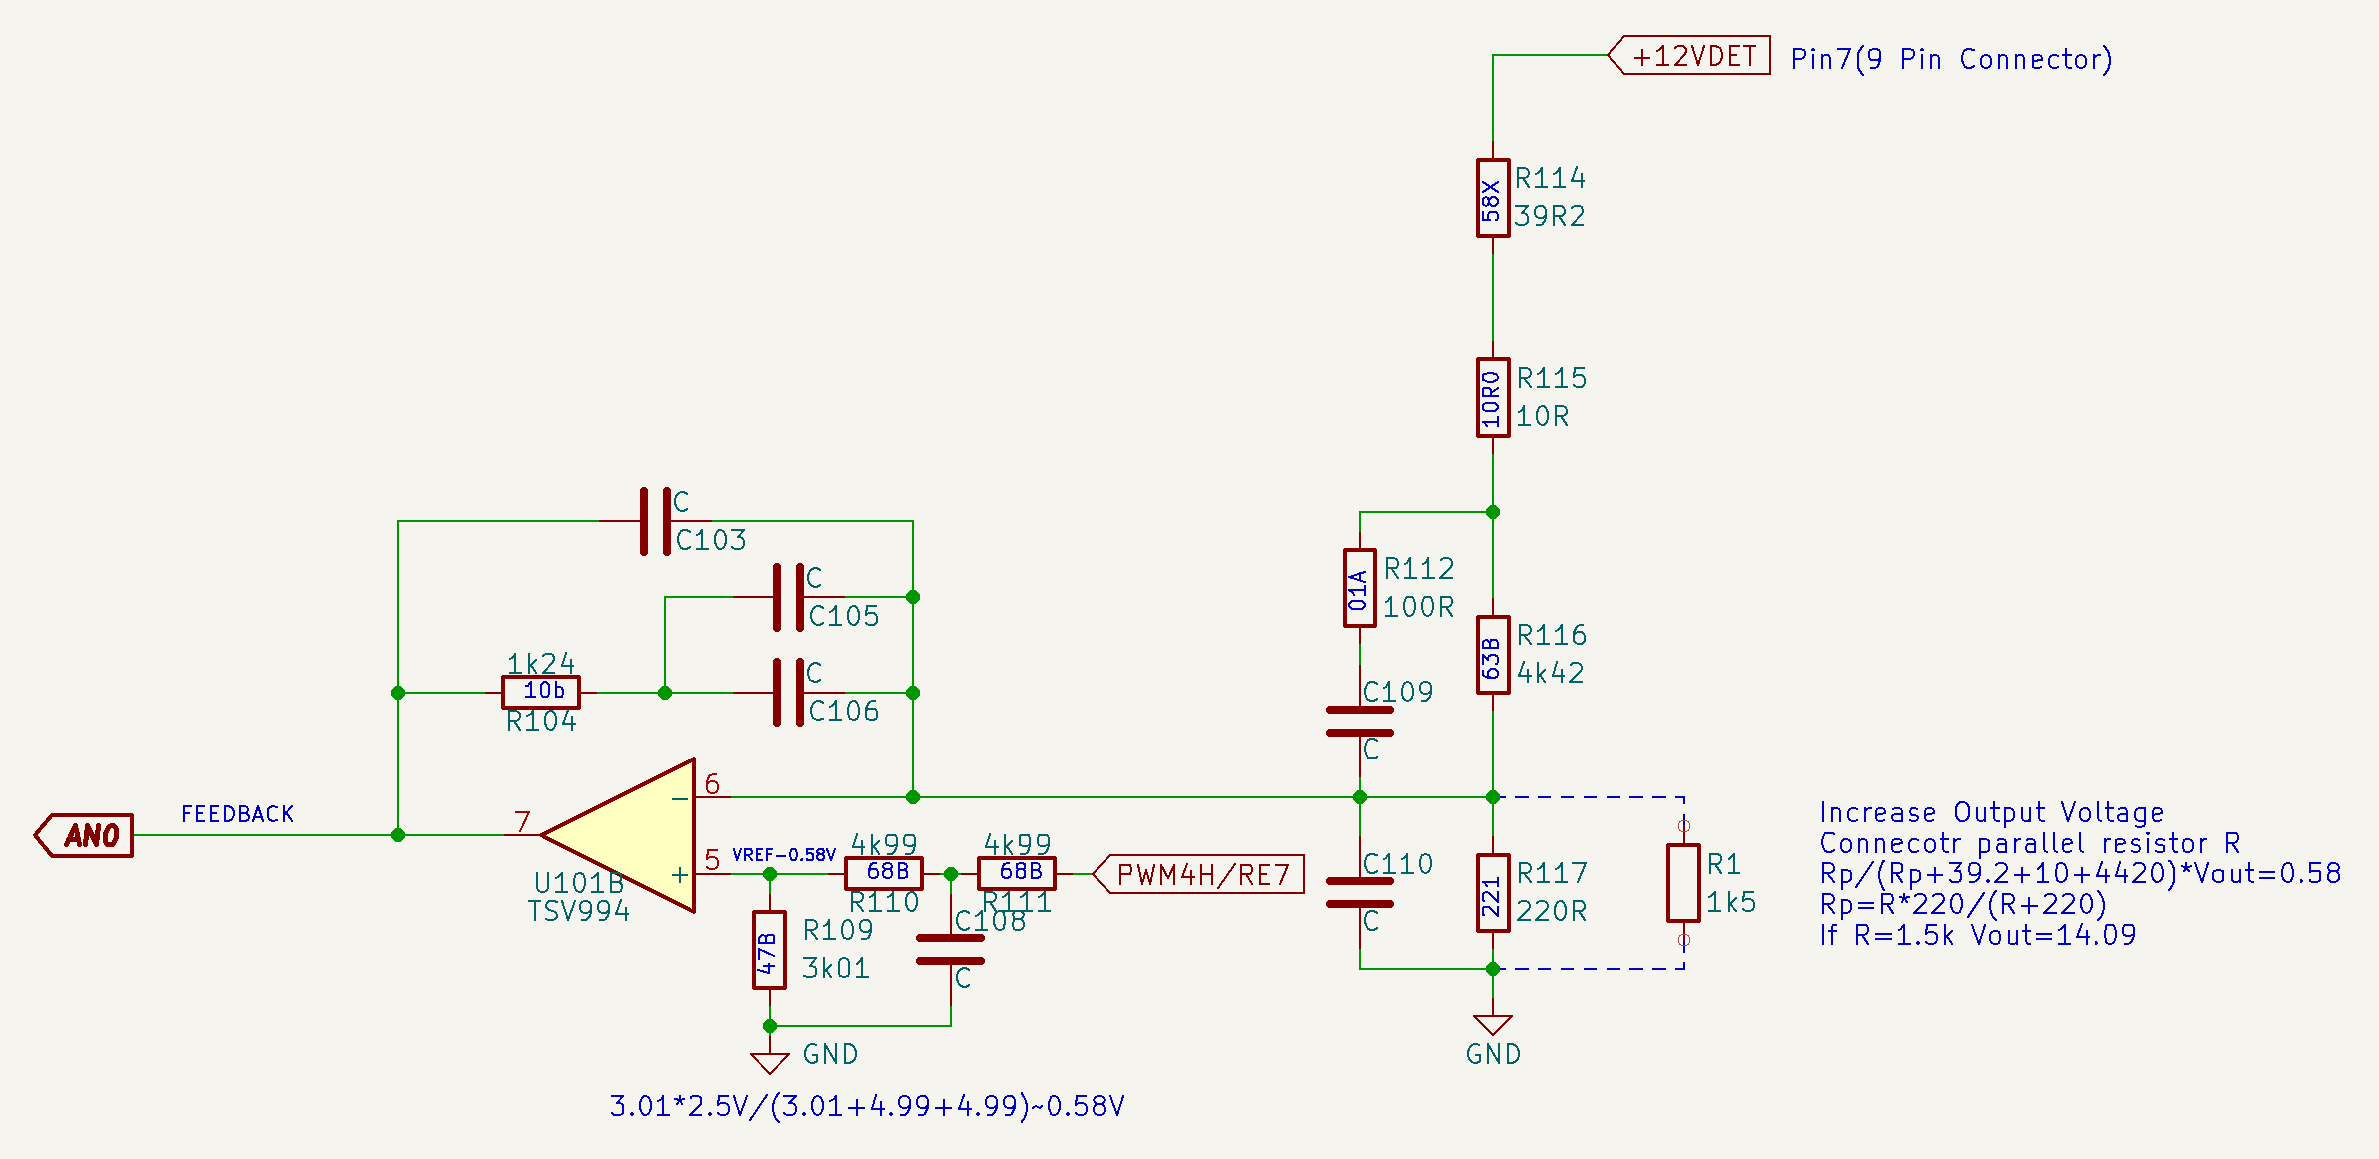 +12VDET
Pin7(9 Pin Connector)
58X
R114
39R2
10R0
R115
10R
C
C103
C
C105
1k24
10b
R104
C
C106
01A
R112
100R
63B
R116
4k42
C109
C
ANO
FEEDBACK
7
6
5
-
+
U101B
TSV994
VREF-0.58V
4k99
68B
R110
4k99
68B
R111
PWM4H/RE7
47B
R109
3k01
C108
C
GND
3.01*2.5V/(3.01+4.99+4.99)~0.58V
C110
C
221
R117
220R
GND
R1
1k5
Increase Output Voltage
Connecotr parallel resistor R
Rp/(Rp+39.2+10+4420)*Vout=0.58
Rp=R*220/(R+220)
If R=1.5k Vout=14.09